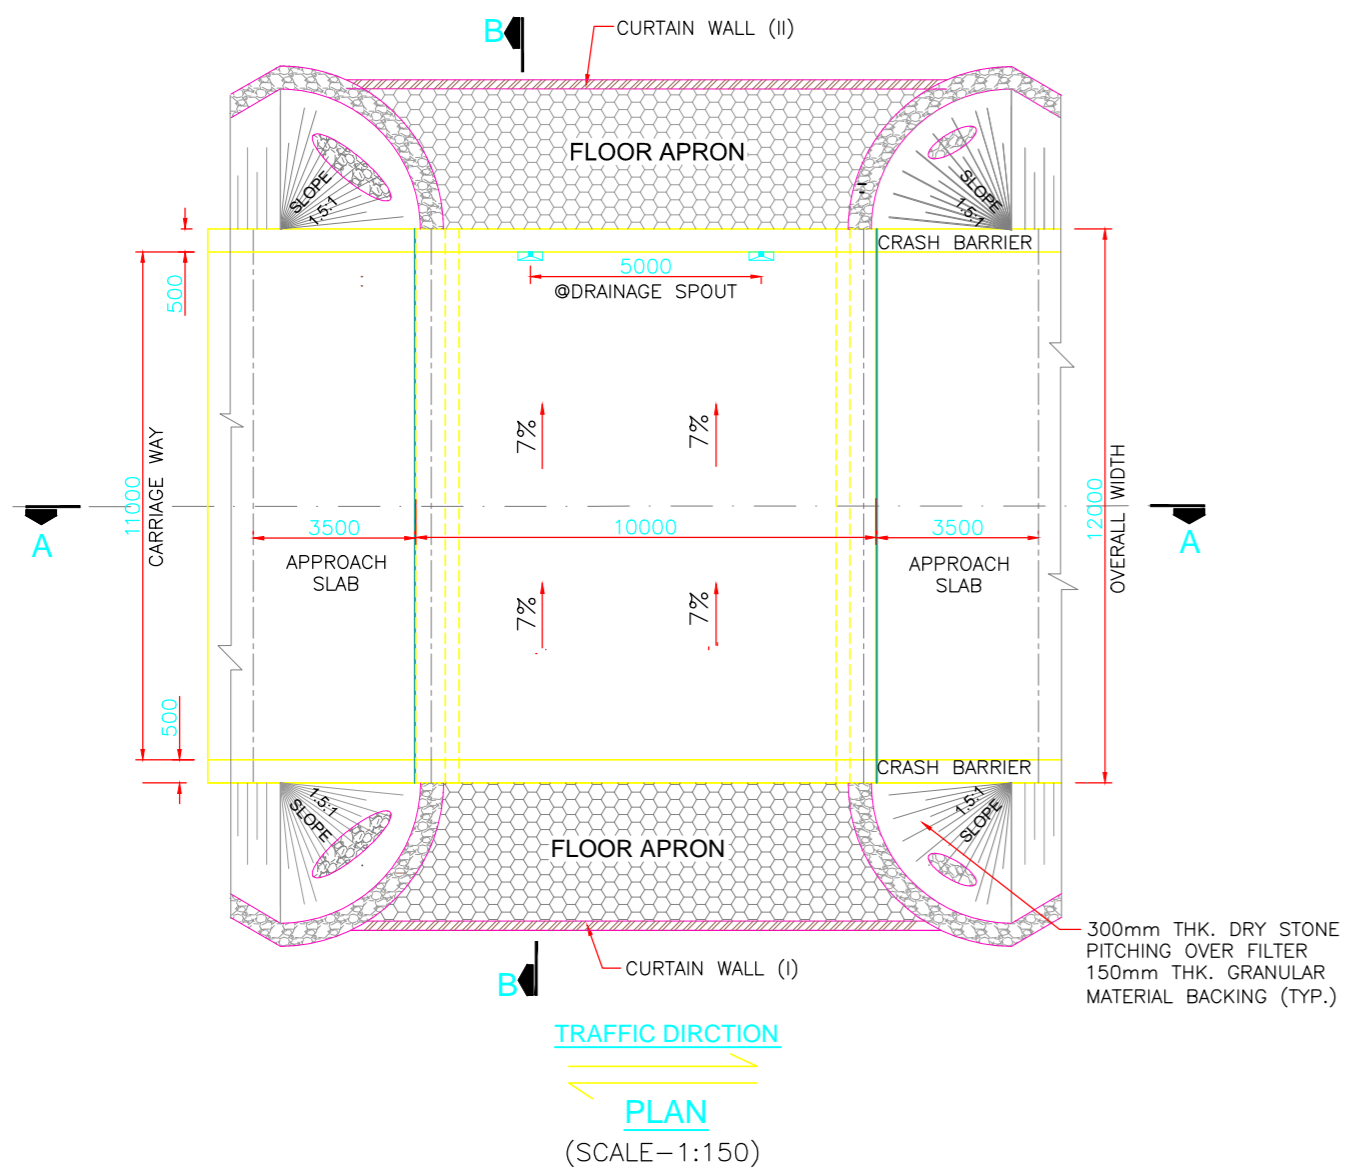 B
CURTAIN WALL (II)
FLOOR APRON
SLOPE
1.5:1
SLOPE
1.5:1
CRASH BARRIER
500
5000
@DRAINAGE SPOUT
7%
7%
11000
CARRIAGE WAY
12000
OVERALL WIDTH
A
3500
10000
3500
A
APPROACH
SLAB
APPROACH
SLAB
7%
7%
500
CRASH BARRIER
1.5:1
SLOPE
1.5:1
SLOPE
FLOOR APRON
300mm THK. DRY STONE
PITCHING OVER FILTER
150mm THK. GRANULAR
MATERIAL BACKING (TYP.)
CURTAIN WALL (I)
B
TRAFFIC DIRCTION
PLAN
(SCALE-1:150)